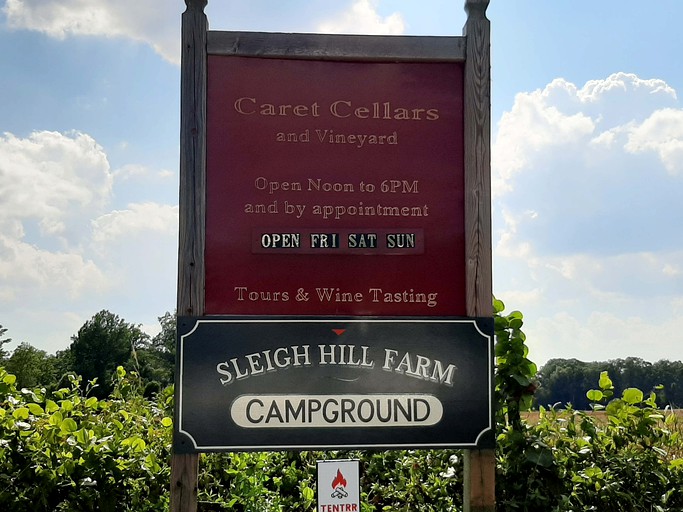 Caret Cellars
and Vineyard
Open Noon to 6PM
and by appointment
OPEN FRI SAT SUN
Tours & Wine Tasting
SLEIGH HILL FARM
CAMPGROUND
TENTRR